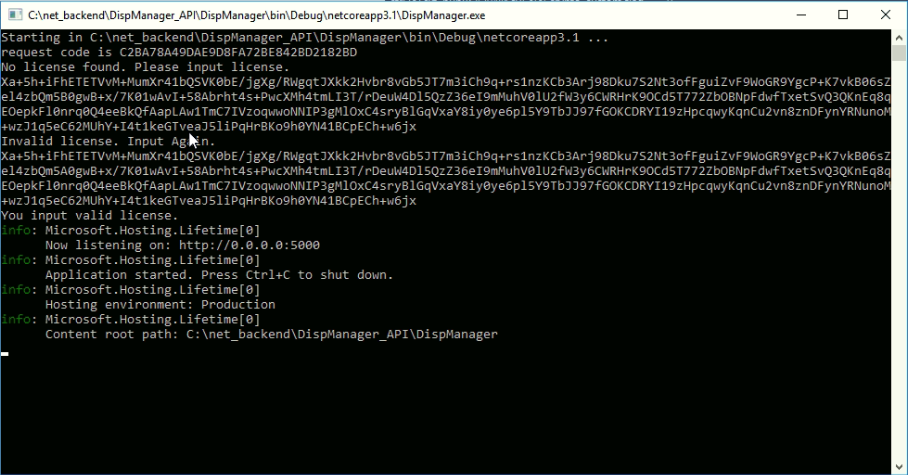 C:\net_backend\DispManager_API\DispManager\bin\Debug\netcoreapp3.1\DispManager.exe
Starting in C:\net_backend\DispManager_API\DispManager\bin\Debug\netcoreapp3.1 ...
request code is C2BA78A49DAE9D8FA72BE842BD2182BD
No license found. Please input license.
Xa+5h+iFhETETVvM+MumXr41bQSVK0bE/jgXg/RWgqtJXkk2Hvbr8vGb5JT7m3iCh9q+rs1nzKCb3Arj98Dku7S2Nt3ofFguiZvF9WoGR9YgcP+K7vkB06sZ
el4zbQm5B0gwB+x/7K01wAvI+58Abrht4s+PwcXMh4tmLI3T/rDeuW4Dl5QzZ36eI9mMuhV0lU2fW3y6CWRHrK9OCd5T772ZbOBNpFdwfTxetSvQ3QKnEq8q
EOepkFl0nrq0Q4eeBkQfAapLAw1TmC7IVzoqwwoNNIP3gMlOxC4sryBlGqVxaY8iy0ye6pl5Y9TbJJ97fGOKCDRYI19zHpcqwyKqnCu2vn8znDFynYRNunoM
+wzJ1q5eC62MUhY+I4t1keGTveaJ5liPqHrBKo9h0YN41BCpECh+w6jx
Invalid license. Input Again.
Xa+5h+iFhETETVvM+MumXr41bQSVK0bE/jgXg/RWgqtJXkk2Hvbr8vGb5JT7m3iCh9q+rs1nzKCb3Arj98Dku7S2Nt3ofFguiZvF9WoGR9YgcP+K7vkB06sZ
el4zbQm5A0gwB+x/7K01wAvI+58Abrht4s+PwcXMh4tmLI3T/rDeuW4Dl5QzZ36eI9mMuhV0lU2fW3y6CWRHrK9OCd5T772ZbOBNpFdwfTxetSvQ3QKnEq8q
EOepkFl0nrq0Q4eeBkQfAapLAw1TmC7IVzoqwwoNNIP3gMlOxC4sryBlGqVxaY8iy0ye6pl5Y9TbJJ97fGOKCDRYI19zHpcqwyKqnCu2vn8znDFynYRNunoM
+wzJ1q5eC62MUhY+I4t1keGTveaJ5liPqHrBKo9h0YN41BCpECh+w6jx
You input valid license.
info: Microsoft.Hosting.Lifetime[0]
Now listening on: http://0.0.0.0:5000
info: Microsoft.Hosting.Lifetime[0]
Application started. Press Ctrl+C to shut down.
info: Microsoft.Hosting.Lifetime[0]
Hosting environment: Production
info: Microsoft.Hosting.Lifetime[0]
Content root path: C:\net_backend\DispManager_API\DispManager